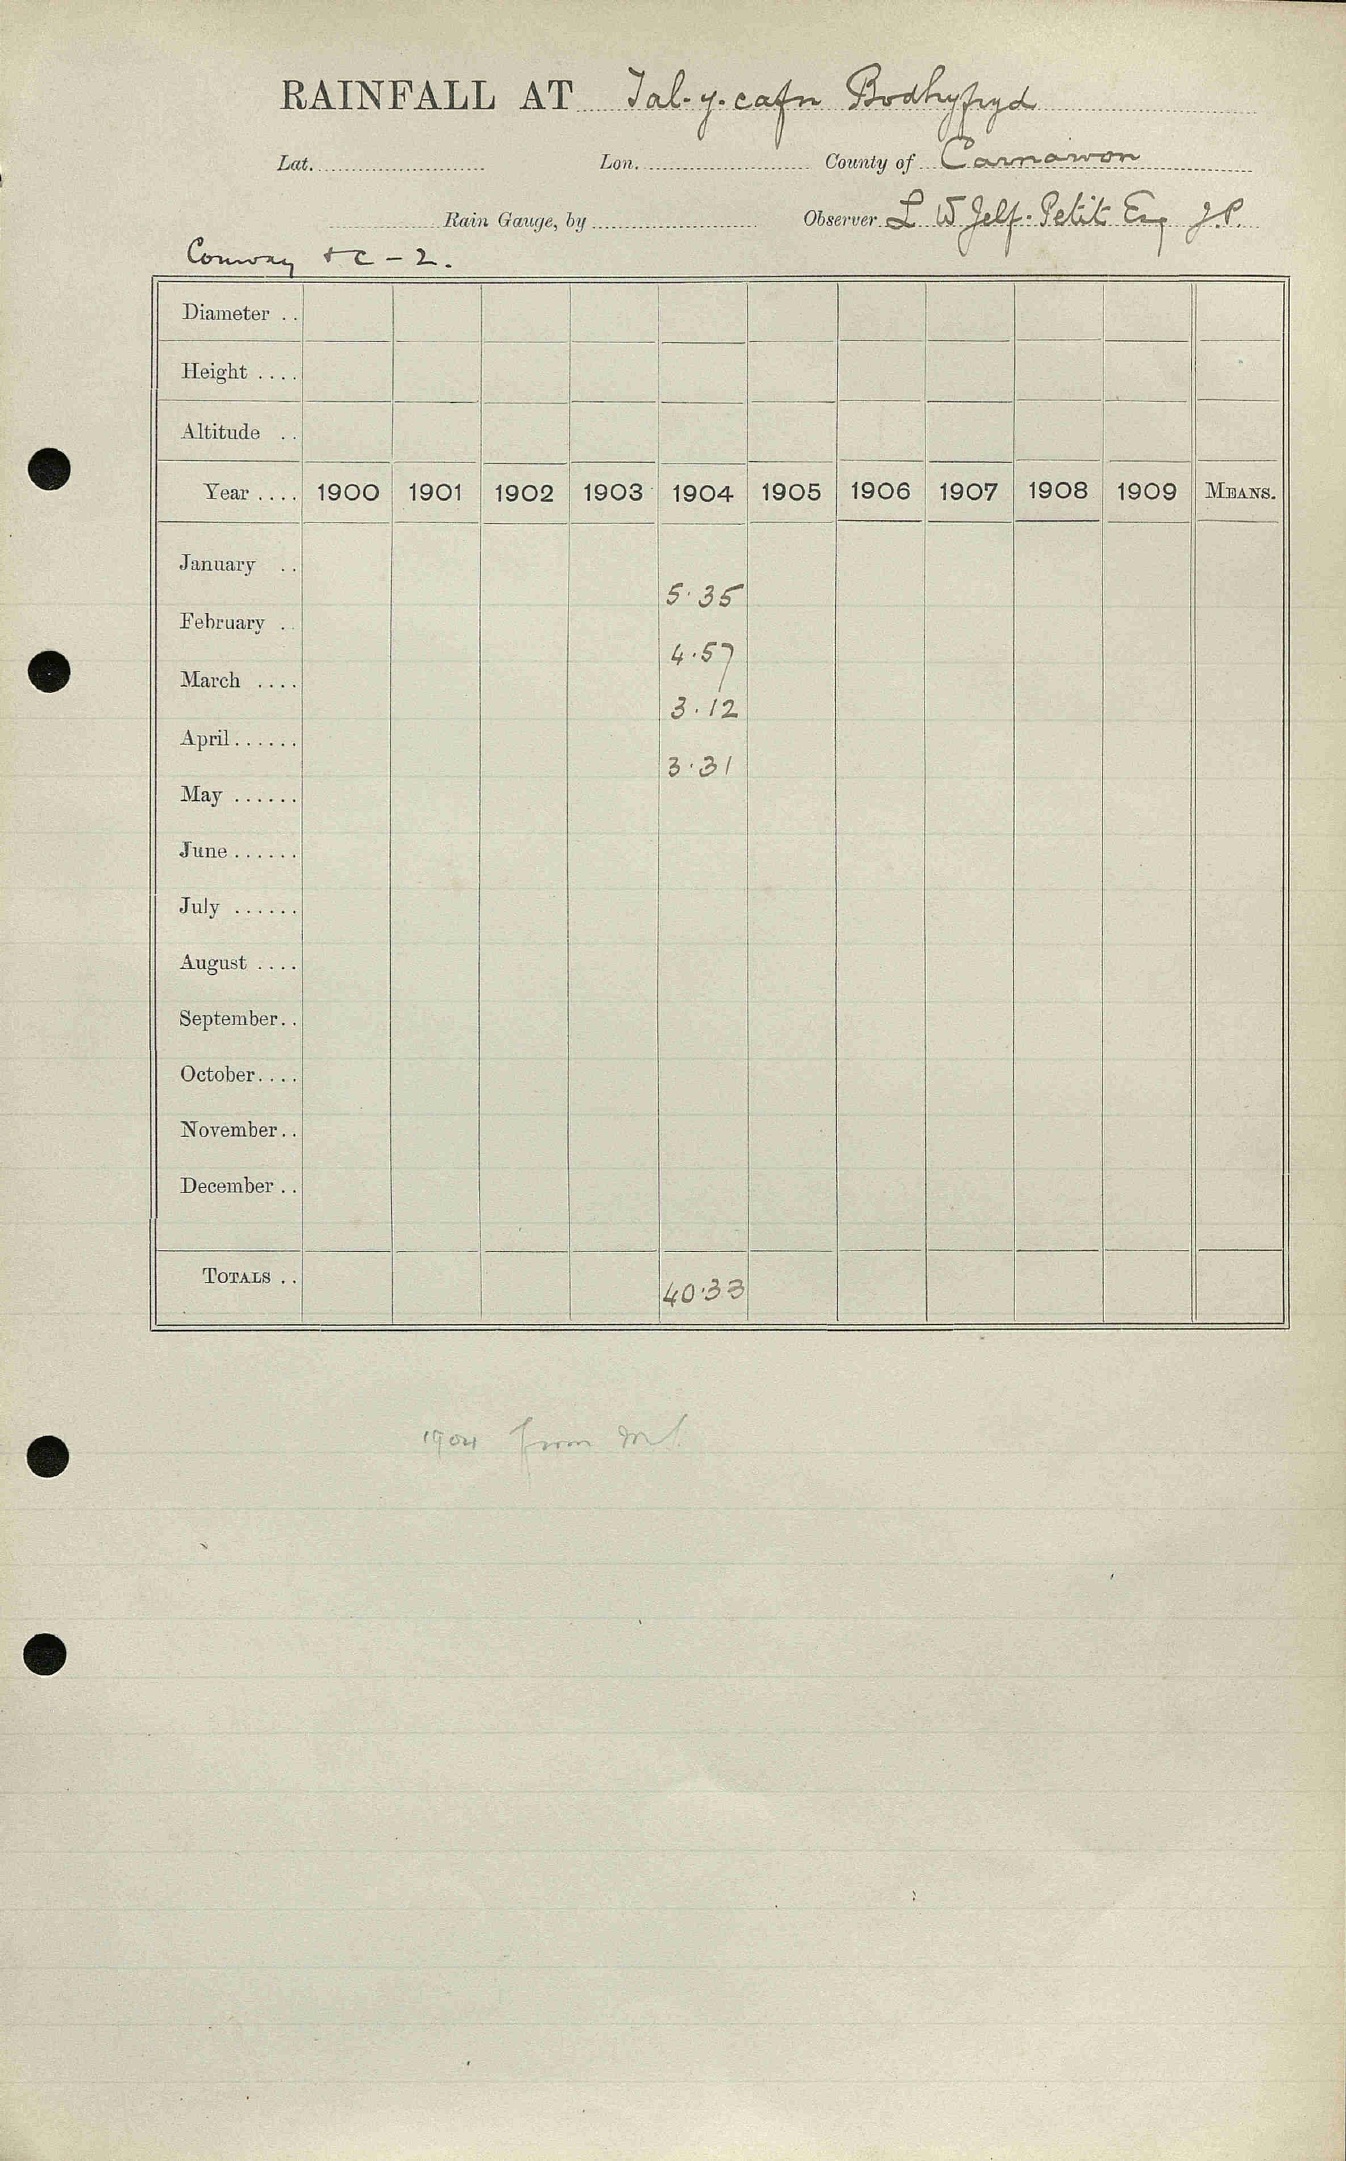 RAINFALL AT Tal-y-cafn Bodhyfryd
Lat. Lon. County of Carnarvon
Rain Gauge, by Observer L W Jelf-Petit Esq J.P.
Conway + C - 2.
Diameter ..
Height ....
Altitude ..
Year .... 1900 1901 1902 1903 1904 1905 1906 1907 1908 1909 MEANS.
January ..
5.35
February ..
4.57
March ....
3.12
April ......
3.31
May ......
June ......
July ......
August ....
September ..
October ....
November ..
December ..
TOTALS .. 40.33
1904 from MS.